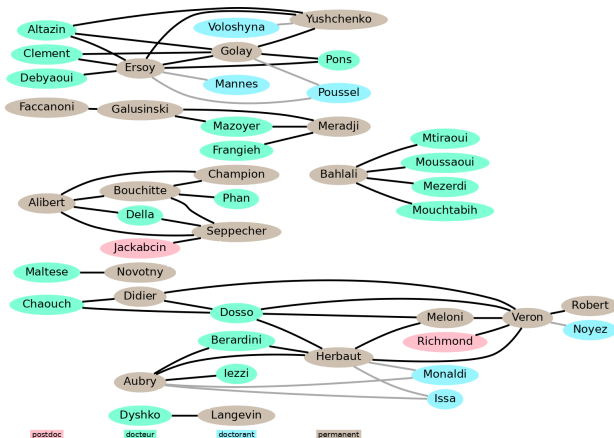 Yushchenko
Altazin
Voloshyna
Clement
Golay
Pons
Ersoy
Debyaoui
Mannes
Poussel
Faccanoni
Galusinski
Mazoyer
Meradji
Frangieh
Mtiraoui
Moussaoui
Bahlali
Mezerdi
Mouchtabih
Champion
Bouchitte
Phan
Alibert
Della
Seppecher
Jackabcin
Maltese
Novotny
Didier
Chaouch
Dosso
Meloni
Veron
Robert
Noyez
Berardini
Richmond
Herbaut
Iezzi
Monaldi
Aubry
Issa
Dyshko
Langevin
postdoc
docteur
doctorant
permanent